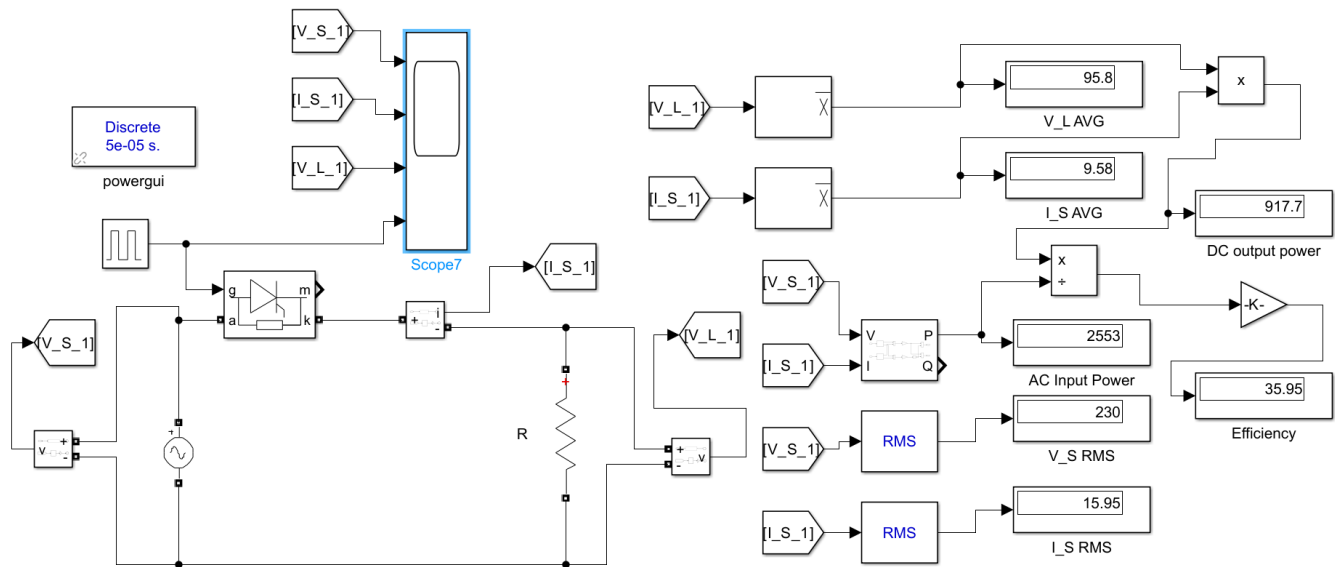 [V_S_1]
[I_S_1]
[V_L_1]
Scope7
Discrete
5e-05 s.
powergui
g
m
a
k
i
+
-
[I_S_1]
[V_S_1]
v
+
-
+
R
+
[V_L_1]
+
-
v
[V_L_1]
X
95.8
V_L AVG
x
[I_S_1]
X
9.58
I_S AVG
917.7
DC output power
x
÷
-K-
[V_S_1]
[I_S_1]
V
P
I
Q
2553
AC Input Power
35.95
Efficiency
[V_S_1]
RMS
230
V_S RMS
[I_S_1]
RMS
15.95
I_S RMS